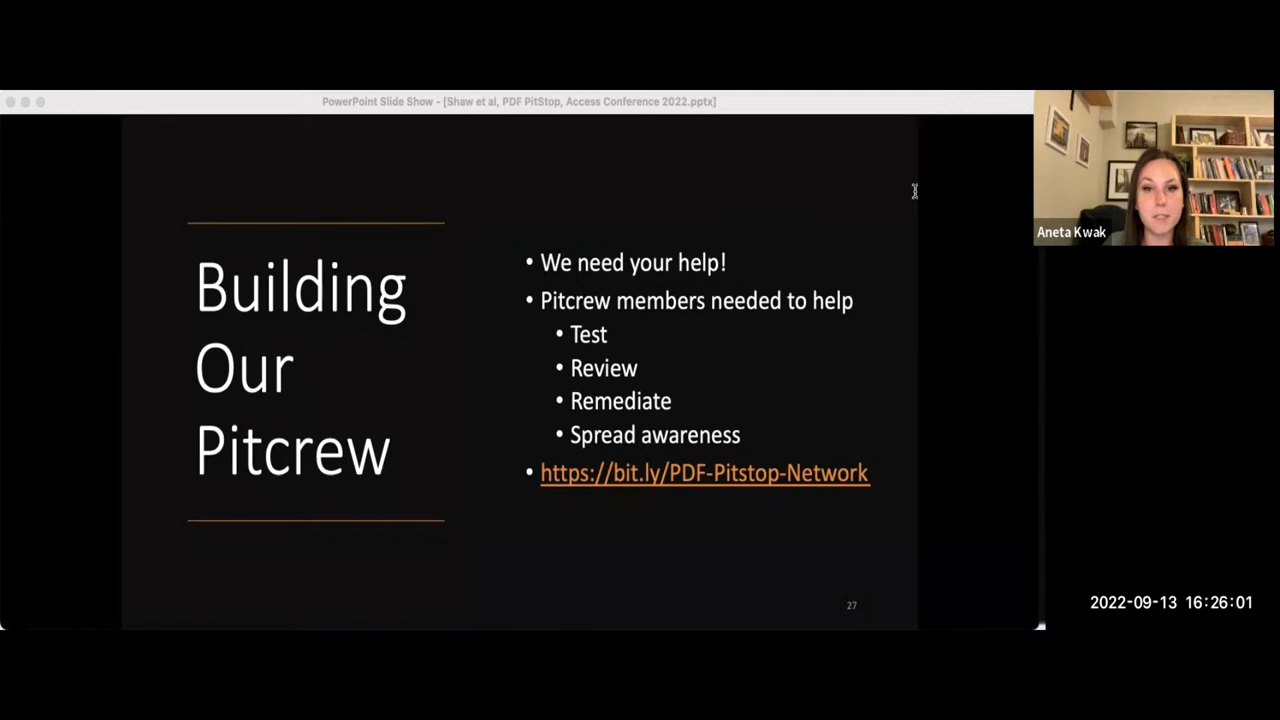 PowerPoint Slide Show - [Shaw et al, PDF PitStop, Access Conference 2022.pptx]
Aneta Kwak
Building
Our
Pitcrew
• We need your help!
• Pitcrew members needed to help
• Test
• Review
• Remediate
• Spread awareness
• https://bit.ly/PDF-Pitstop-Network
27
2022-09-13 16:26:01